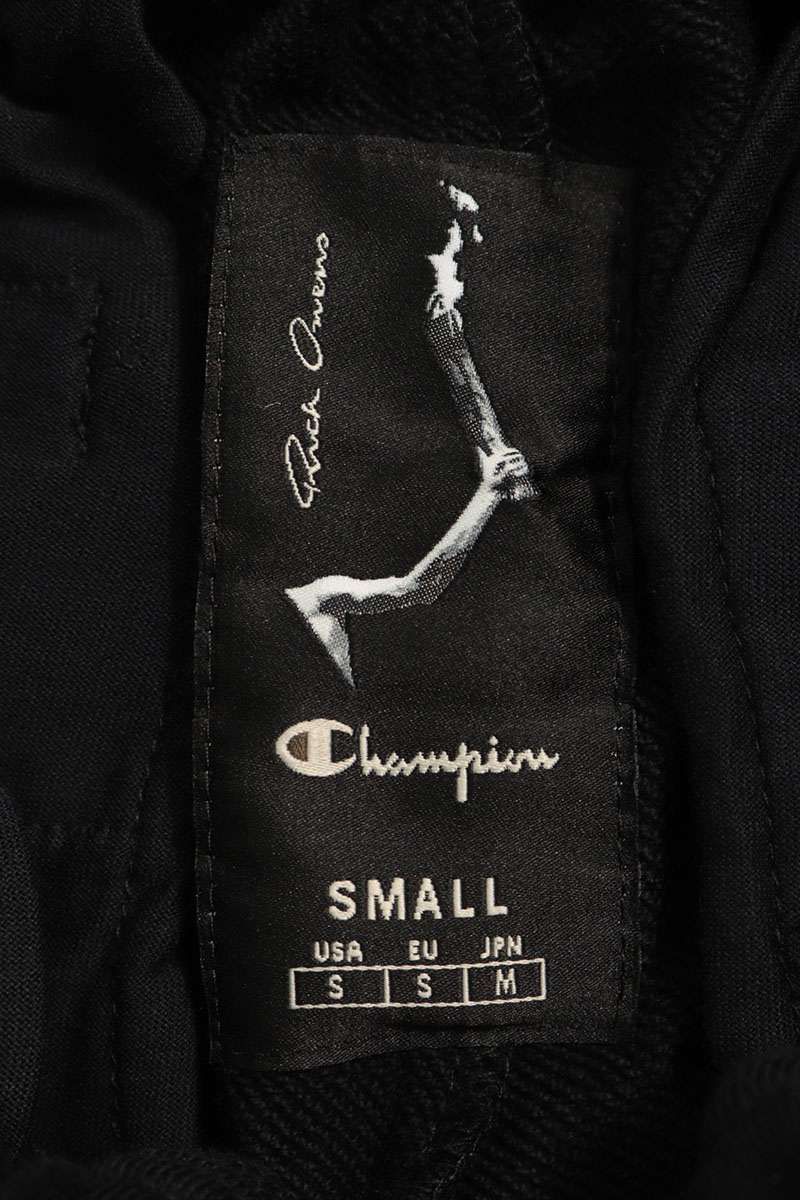 Rick Owens
Champion
SMALL
USA EU JPN
S S M